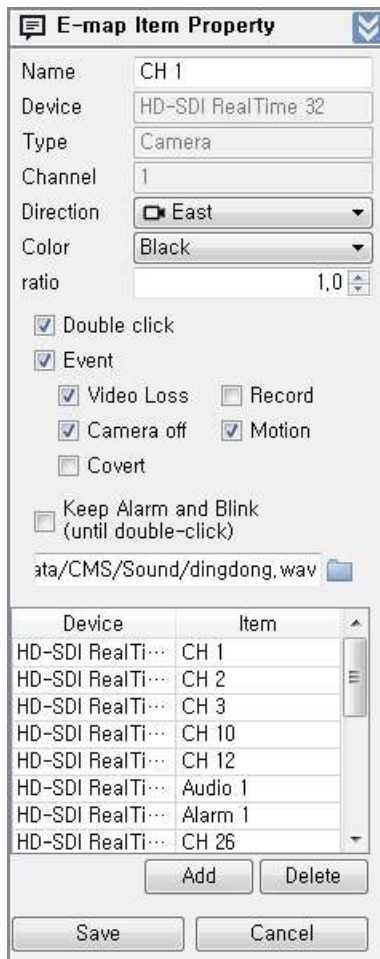 E-map Item Property
Name CH 1
Device HD-SDI RealTime 32
Type Camera
Channel 1
Direction East
Color Black
ratio 1,0
Double click
Event
Video Loss Record
Camera off Motion
Covert
Keep Alarm and Blink
(until double-click)
ata/CMS/Sound/dingdong,wav
Device Item
HD-SDI RealTi··· CH 1
HD-SDI RealTi··· CH 2
HD-SDI RealTi··· CH 3
HD-SDI RealTi··· CH 10
HD-SDI RealTi··· CH 12
HD-SDI RealTi··· Audio 1
HD-SDI RealTi··· Alarm 1
HD-SDI RealTi··· CH 26
Add Delete
Save Cancel